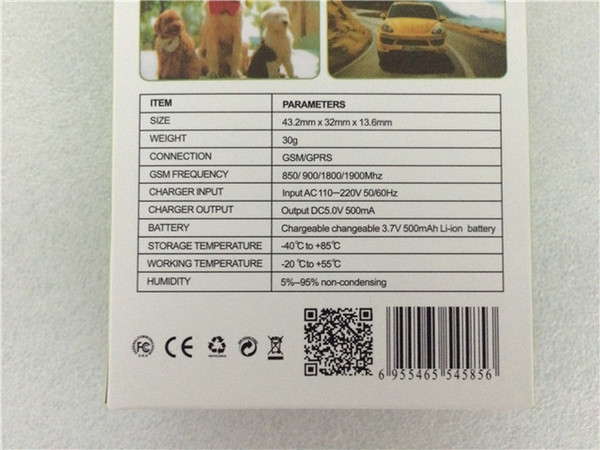 ITEM PARAMETERS
SIZE 43.2mm x 32mm x 13.6mm
WEIGHT 30g
CONNECTION GSM/GPRS
GSM FREQUENCY 850/ 900/1800/1900Mhz
CHARGER INPUT Input AC 110—220V 50/60Hz
CHARGER OUTPUT Output DC5.0V 500mA
BATTERY Chargeable changeable 3.7V 500mAh Li-ion battery
STORAGE TEMPERATURE -40℃ to +85℃
WORKING TEMPERATURE -20 ℃to +55℃
HUMIDITY 5%--95% non-condensing
FC CE
6 955465 545856